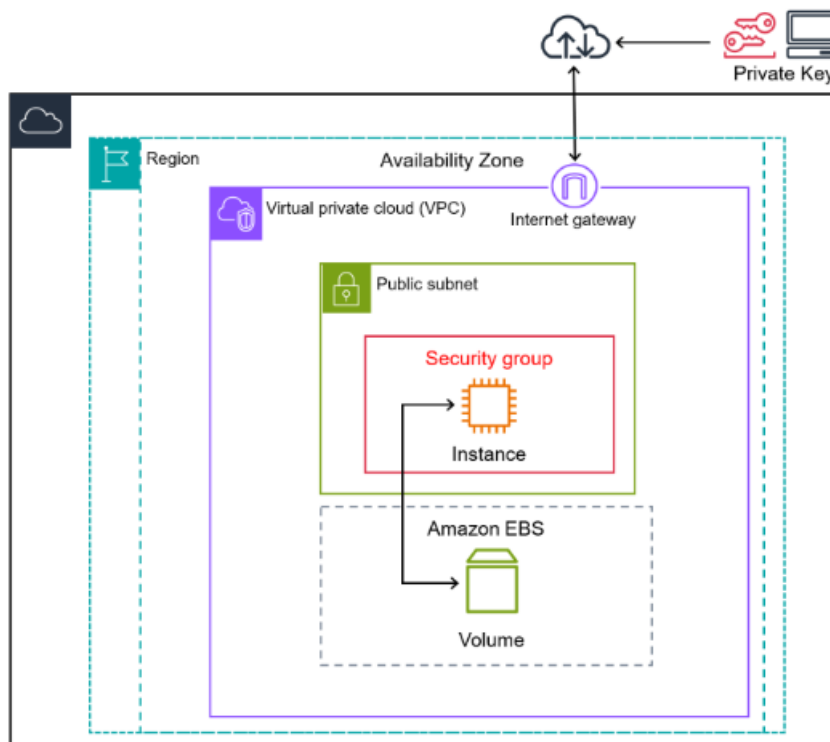 Private Key
Region
Availability Zone
Virtual private cloud (VPC)
Internet gateway
Public subnet
Security group
Instance
Amazon EBS
Volume